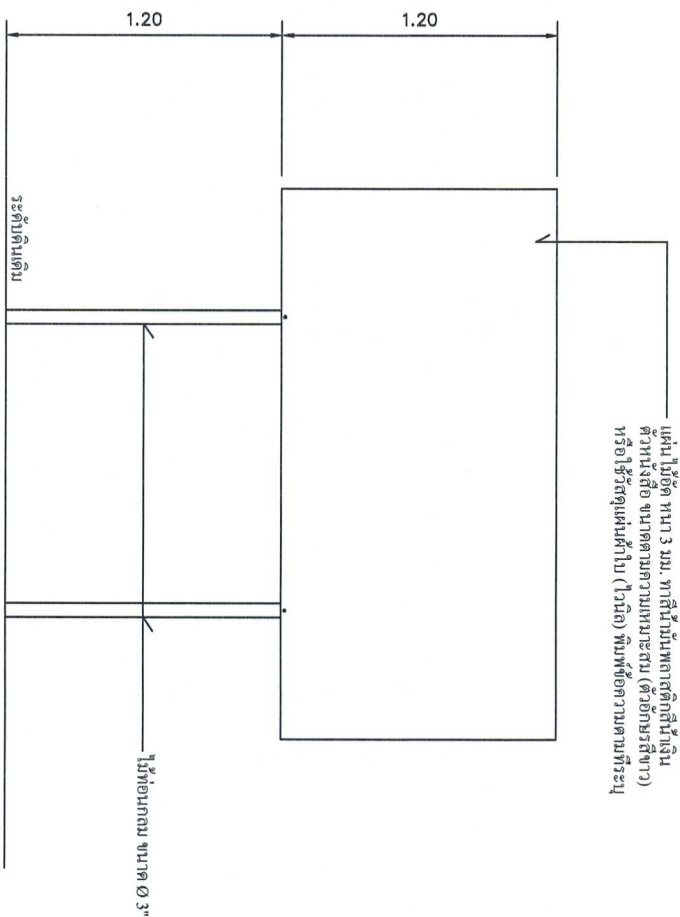 แผ่นไม้อัด หนา 3 มม. ทาสีน้ำมันพลาสติกสีน้ำเงิน
ตัวหนังสือ ขนาดตามความเหมาะสม (ตัวอักษรสีขาว)
หรือใช้วัสดุแผ่นผ้าใบ (ไวนิล) พิมพ์ข้อความตามที่ระบุ
1.20
1.20
ไม้ท่อนกลม ขนาด Ø 3"
ระดับดินเดิม